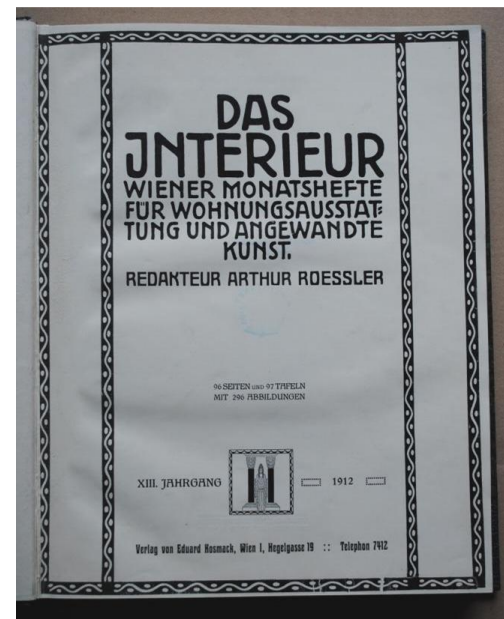 DAS
JNTERIEUR
WIENER MONATSHEFTE
FÜR WOHNUNGSAUSSTAT=
TUNG UND ANGEWANDTE
KUNST.
REDAKTEUR ARTHUR ROESSLER
96 SEITEN UND 97 TAFELN
MIT 296 ABBILDUNGEN
XIII. JAHRGANG 1912
Verlag von Eduard Kosmack, Wien I, Hegelgasse 19 :: Telephon 7412